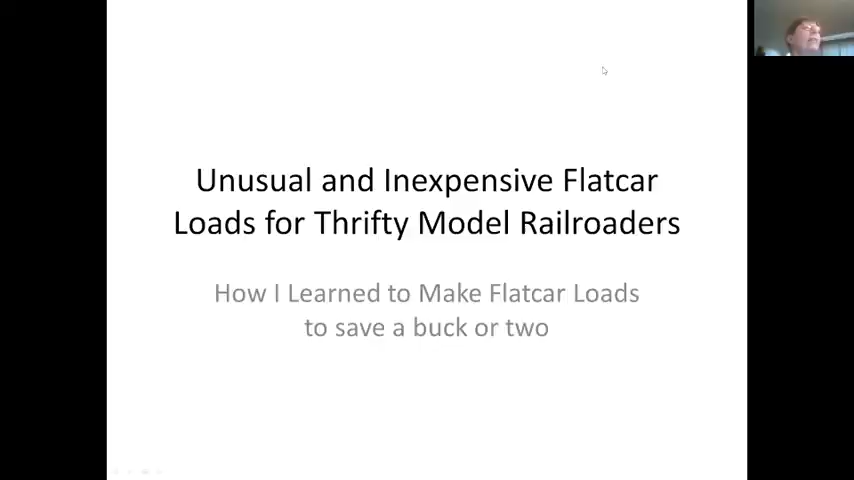 Unusual and Inexpensive Flatcar
Loads for Thrifty Model Railroaders
How I Learned to Make Flatcar Loads
to save a buck or two